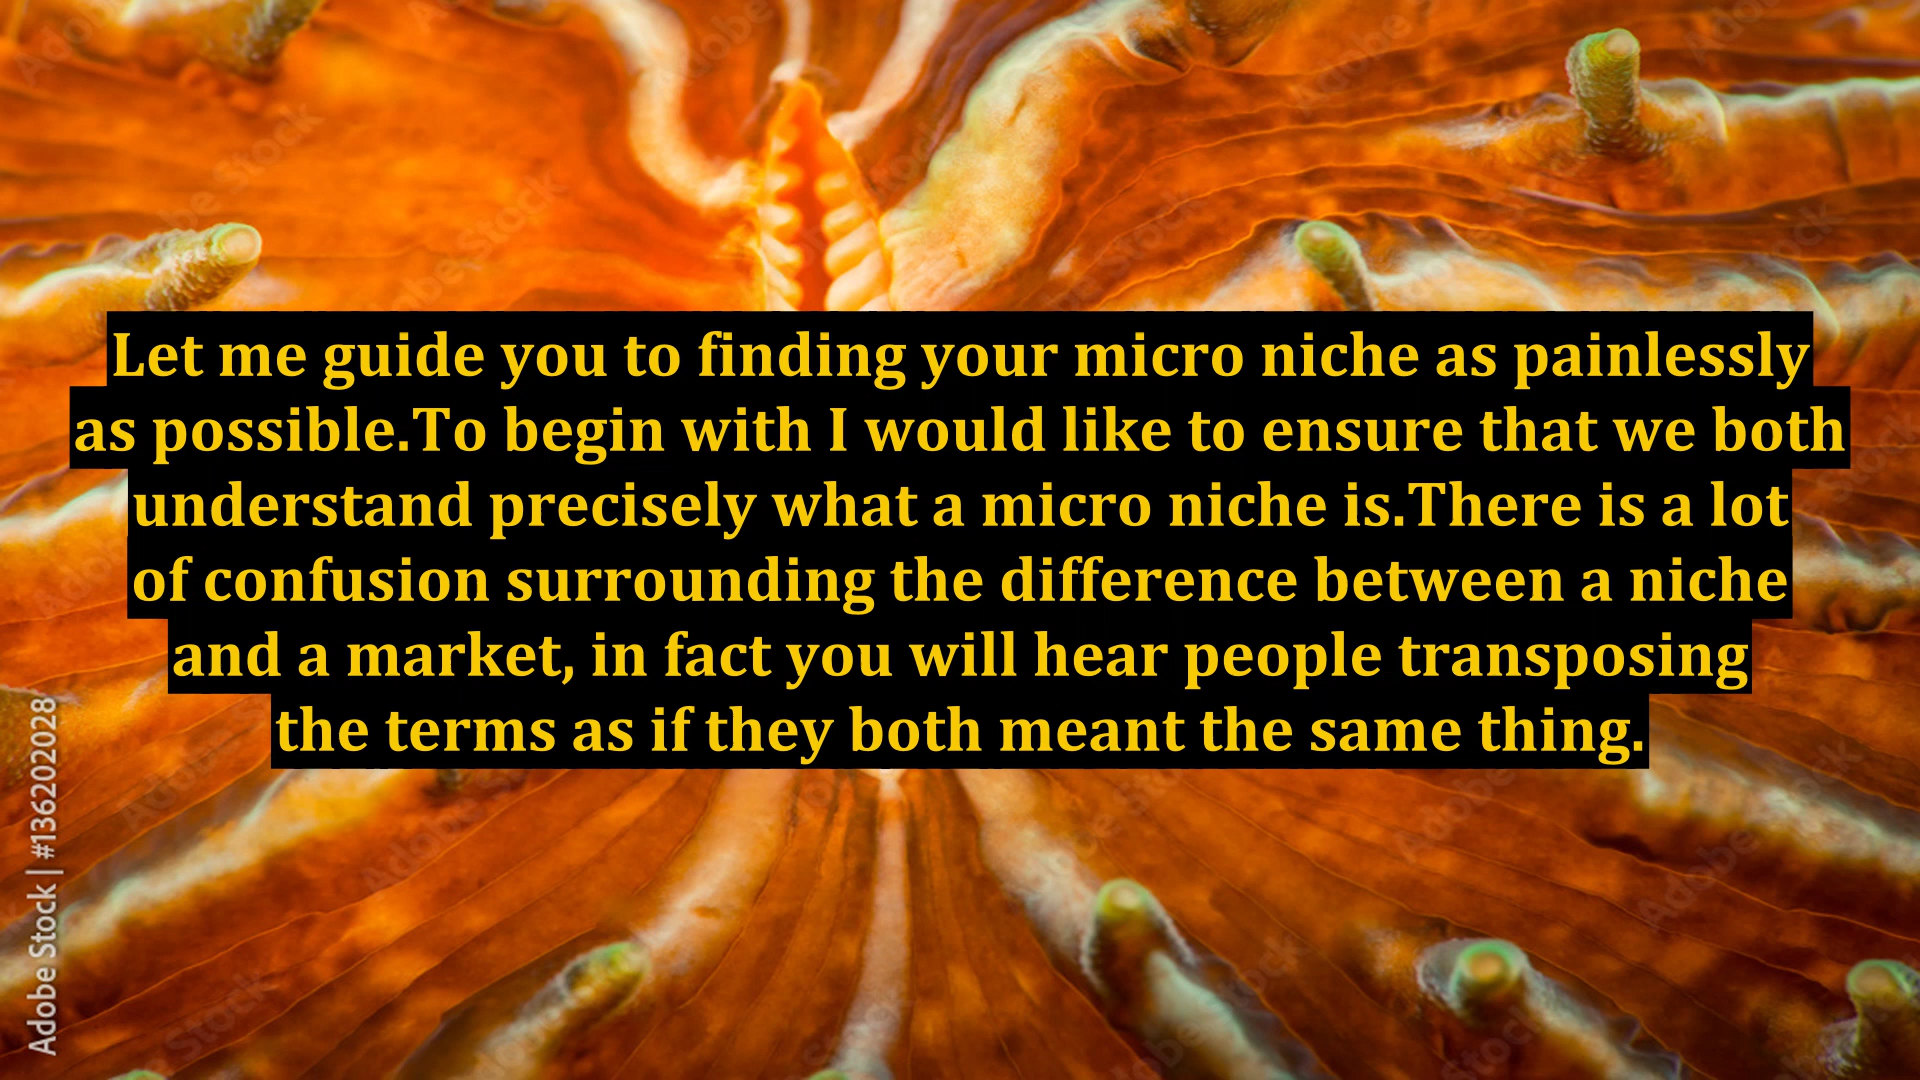 Let me guide you to finding your micro niche as painlessly
as possible.To begin with I would like to ensure that we both
understand precisely what a micro niche is.There is a lot
of confusion surrounding the difference between a niche
and a market, in fact you will hear people transposing
the terms as if they both meant the same thing.
Adobe Stock | #136202028